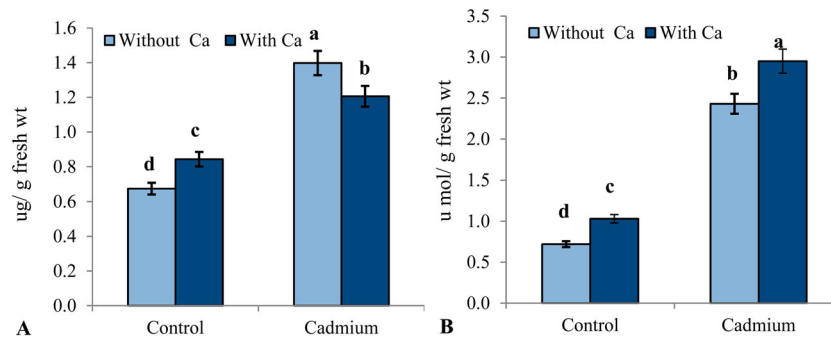 1.6
1.4
1.2
1.0
0.8
0.6
0.4
0.2
0.0
ug/ g fresh wt
Without Ca With Ca
d
c
a
b
Control Cadmium
A
3.5
3.0
2.5
2.0
1.5
1.0
0.5
0.0
u mol/ g fresh wt
Without Ca With Ca
d
c
b
a
Control Cadmium
B